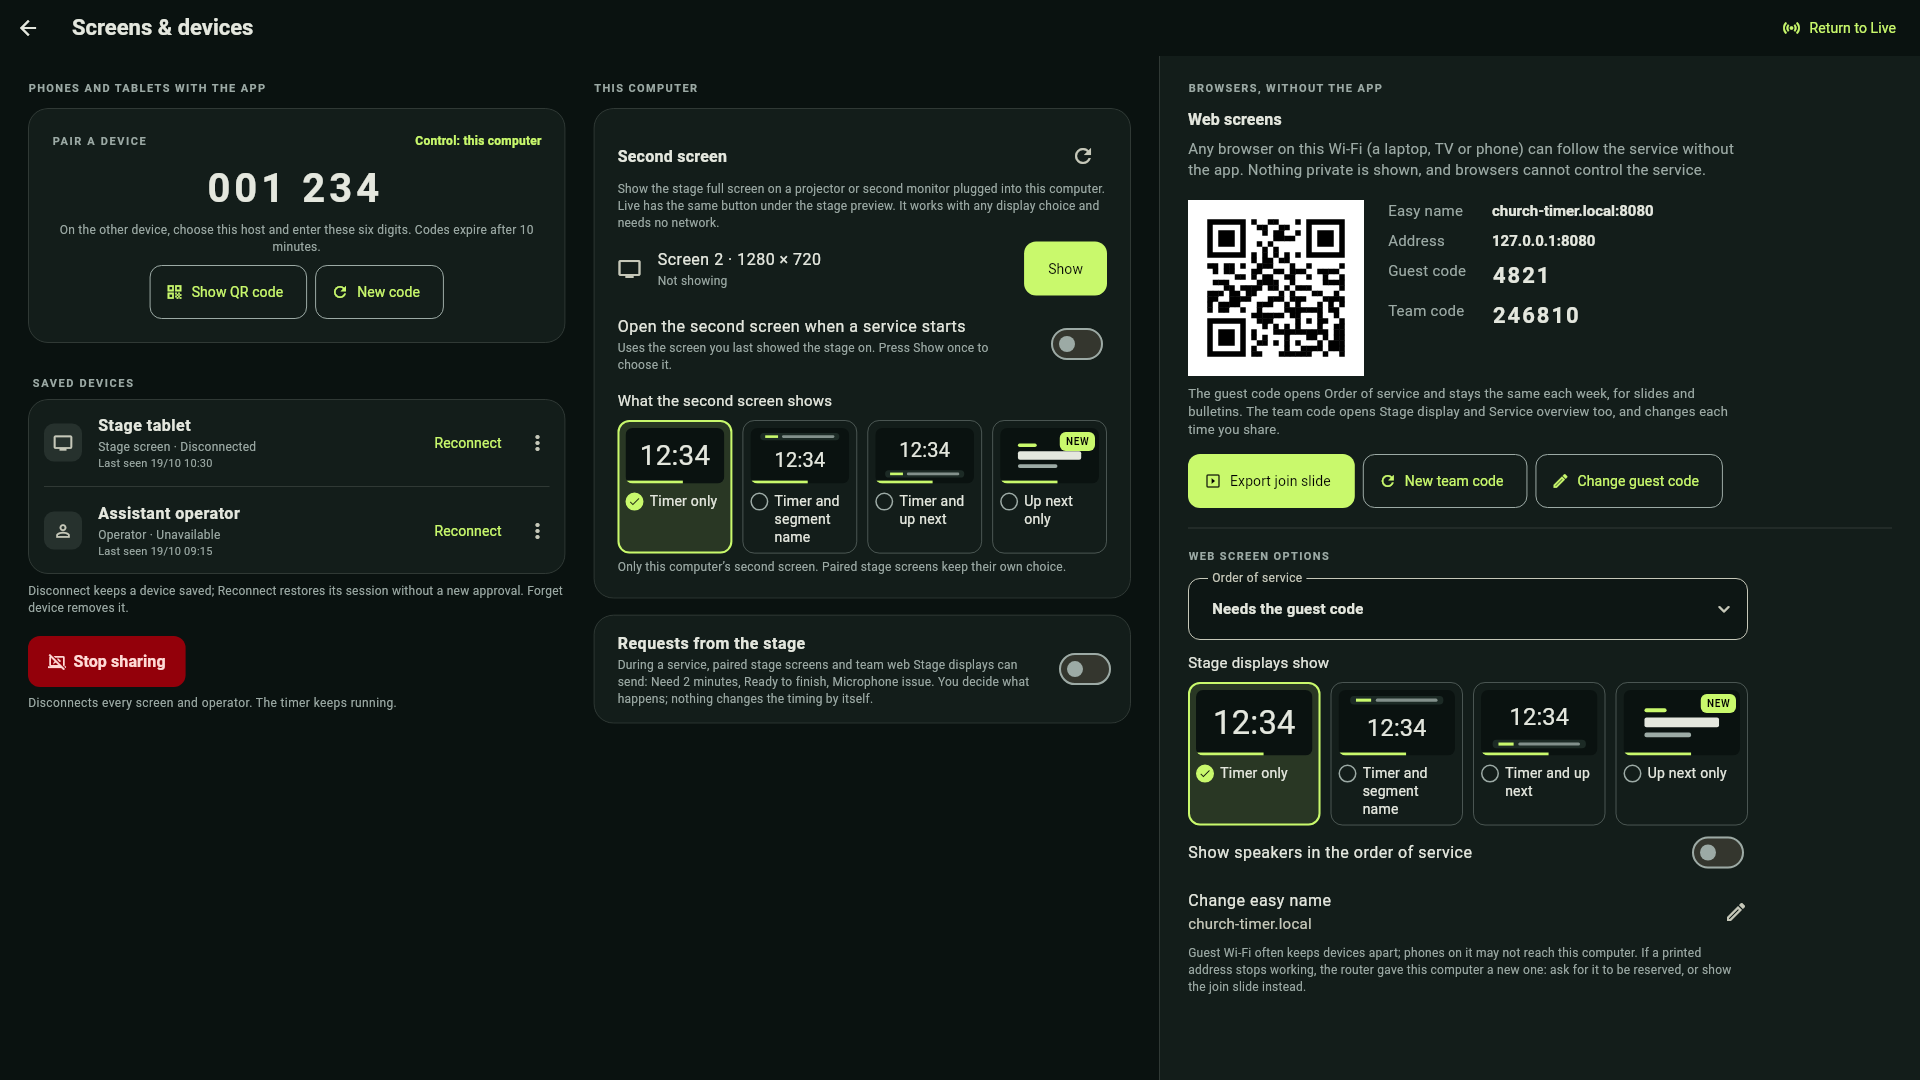 Screens & devices
Return to Live
PHONES AND TABLETS WITH THE APP
PAIR A DEVICE
Control: this computer
001 234
On the other device, choose this host and enter these six digits. Codes expire after 10
minutes.
Show QR code
New code
SAVED DEVICES
Stage tablet
Stage screen · Disconnected
Last seen 19/10 10:30
Reconnect
Assistant operator
Operator · Unavailable
Last seen 19/10 09:15
Reconnect
Disconnect keeps a device saved; Reconnect restores its session without a new approval. Forget
device removes it.
Stop sharing
Disconnects every screen and operator. The timer keeps running.
THIS COMPUTER
Second screen
Show the stage full screen on a projector or second monitor plugged into this computer.
Live has the same button under the stage preview. It works with any display choice and
needs no network.
Screen 2 · 1280 × 720
Not showing
Show
Open the second screen when a service starts
Uses the screen you last showed the stage on. Press Show once to
choose it.
What the second screen shows
12:34
Timer only
12:34
Timer and
segment
name
12:34
Timer and
up next
NEW
Up next
only
Only this computer's second screen. Paired stage screens keep their own choice.
Requests from the stage
During a service, paired stage screens and team web Stage displays can
send: Need 2 minutes, Ready to finish, Microphone issue. You decide what
happens; nothing changes the timing by itself.
BROWSERS, WITHOUT THE APP
Web screens
Any browser on this Wi-Fi (a laptop, TV or phone) can follow the service without
the app. Nothing private is shown, and browsers cannot control the service.
Easy name
church-timer.local:8080
Address
127.0.0.1:8080
Guest code
4821
Team code
246810
The guest code opens Order of service and stays the same each week, for slides and
bulletins. The team code opens Stage display and Service overview too, and changes each
time you share.
Export join slide
New team code
Change guest code
WEB SCREEN OPTIONS
Order of service
Needs the guest code
Stage displays show
12:34
Timer only
12:34
Timer and
segment
name
12:34
Timer and up
next
NEW
Up next only
Show speakers in the order of service
Change easy name
church-timer.local
Guest Wi-Fi often keeps devices apart; phones on it may not reach this computer. If a printed
address stops working, the router gave this computer a new one: ask for it to be reserved, or show
the join slide instead.